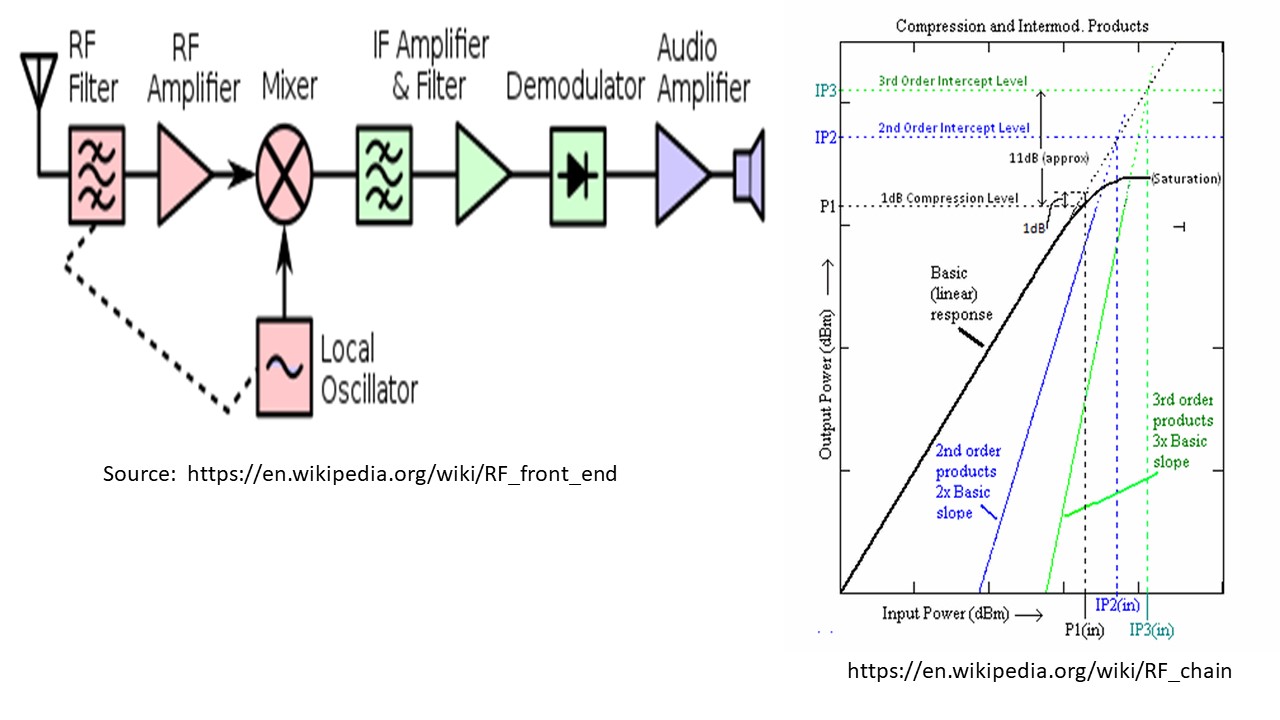 RF
Filter
RF
Amplifier
Mixer
IF Amplifier
& Filter
Demodulator
Audio
Amplifier
Local
Oscillator
Source:  https://en.wikipedia.org/wiki/RF_front_end
Compression and Intermod. Products
IP3
3rd Order Intercept Level
IP2
2nd Order Intercept Level
11dB (approx)
P1
1dB Compression Level
(Saturation)
1dB
Basic
(linear)
response
Output Power (dBm)
2nd order
products
2x Basic
slope
3rd order
products
3x Basic
slope
Input Power (dBm)
IP2(in)
P1(in)
IP3(in)
https://en.wikipedia.org/wiki/RF_chain